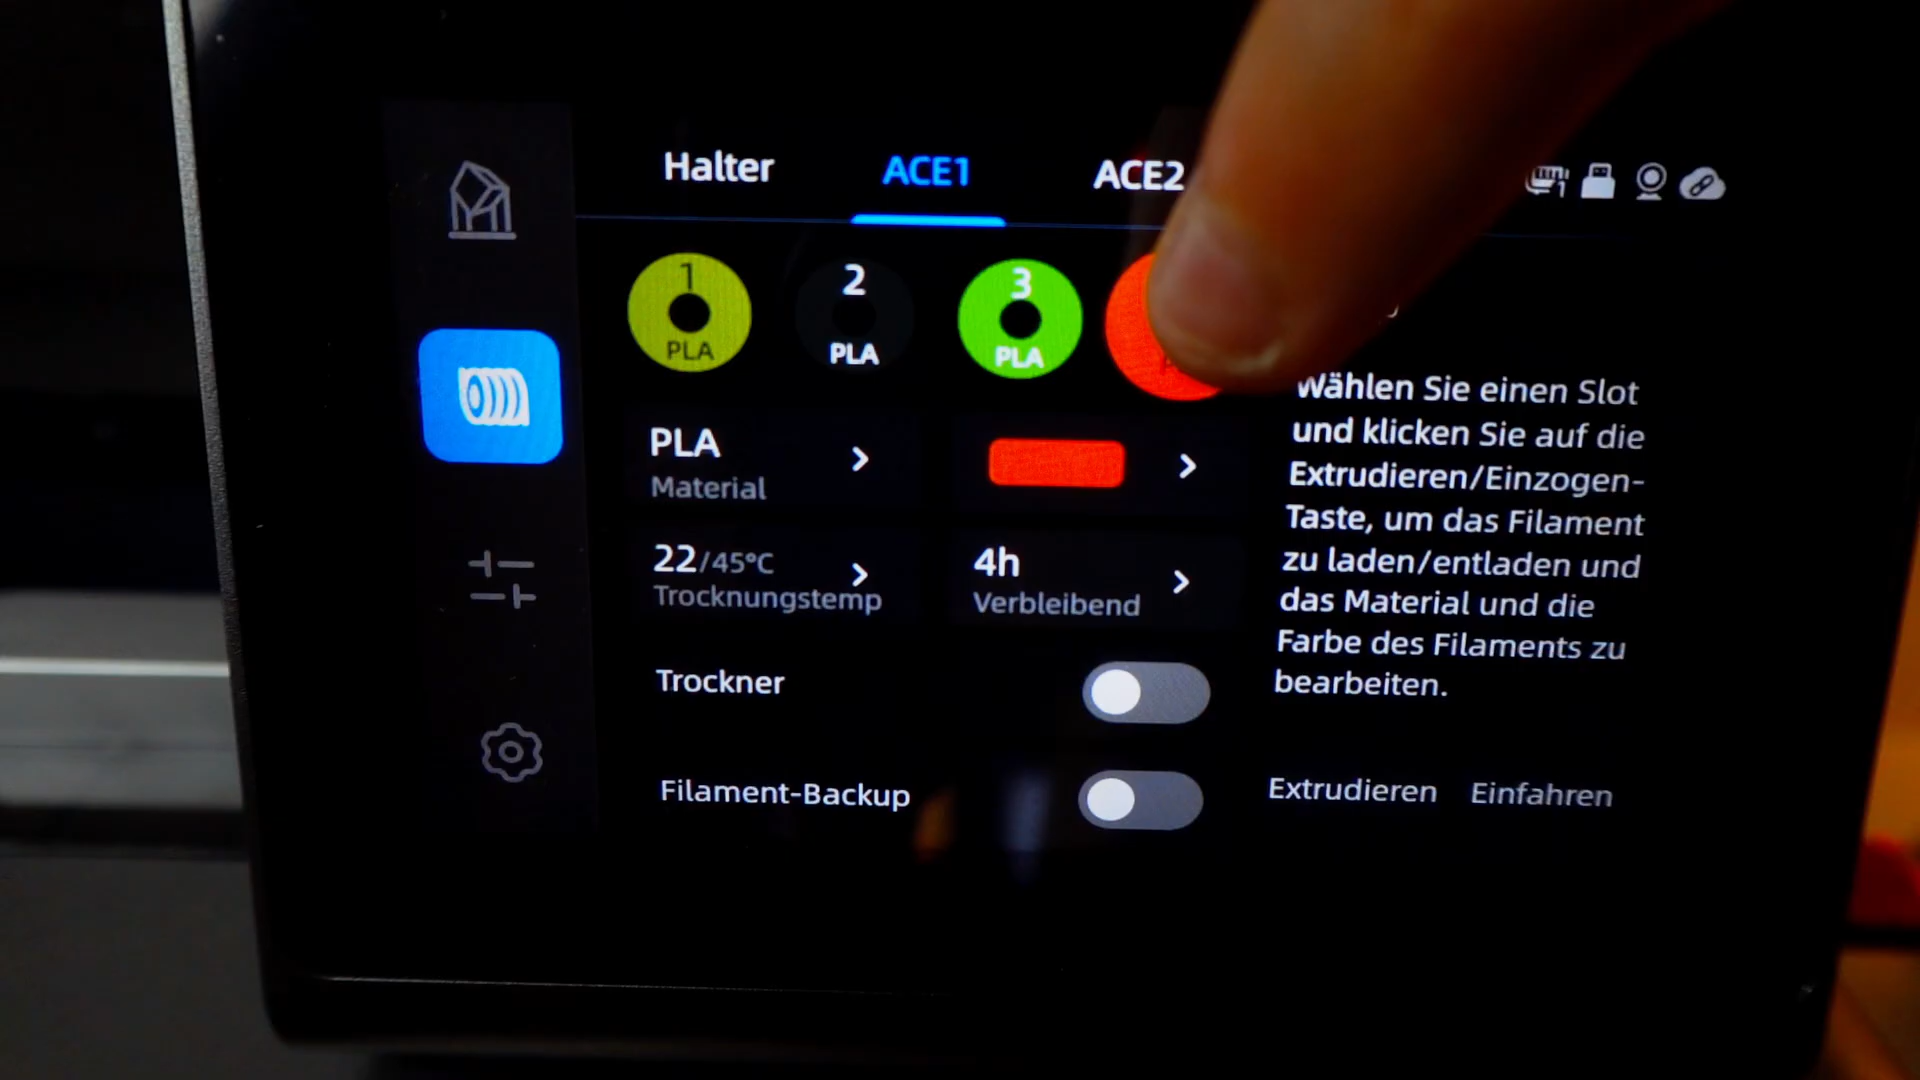 Halter ACE1 ACE2
1 2 3
PLA PLA PLA
PLA
Material
22/45°C
Trocknungstemp
4h
Verbleibend
Trockner
Filament-Backup
Wählen Sie einen Slot
und klicken Sie auf die
Extrudieren/Einzogen-
Taste, um das Filament
zu laden/entladen und
das Material und die
Farbe des Filaments zu
bearbeiten.
Extrudieren Einfahren